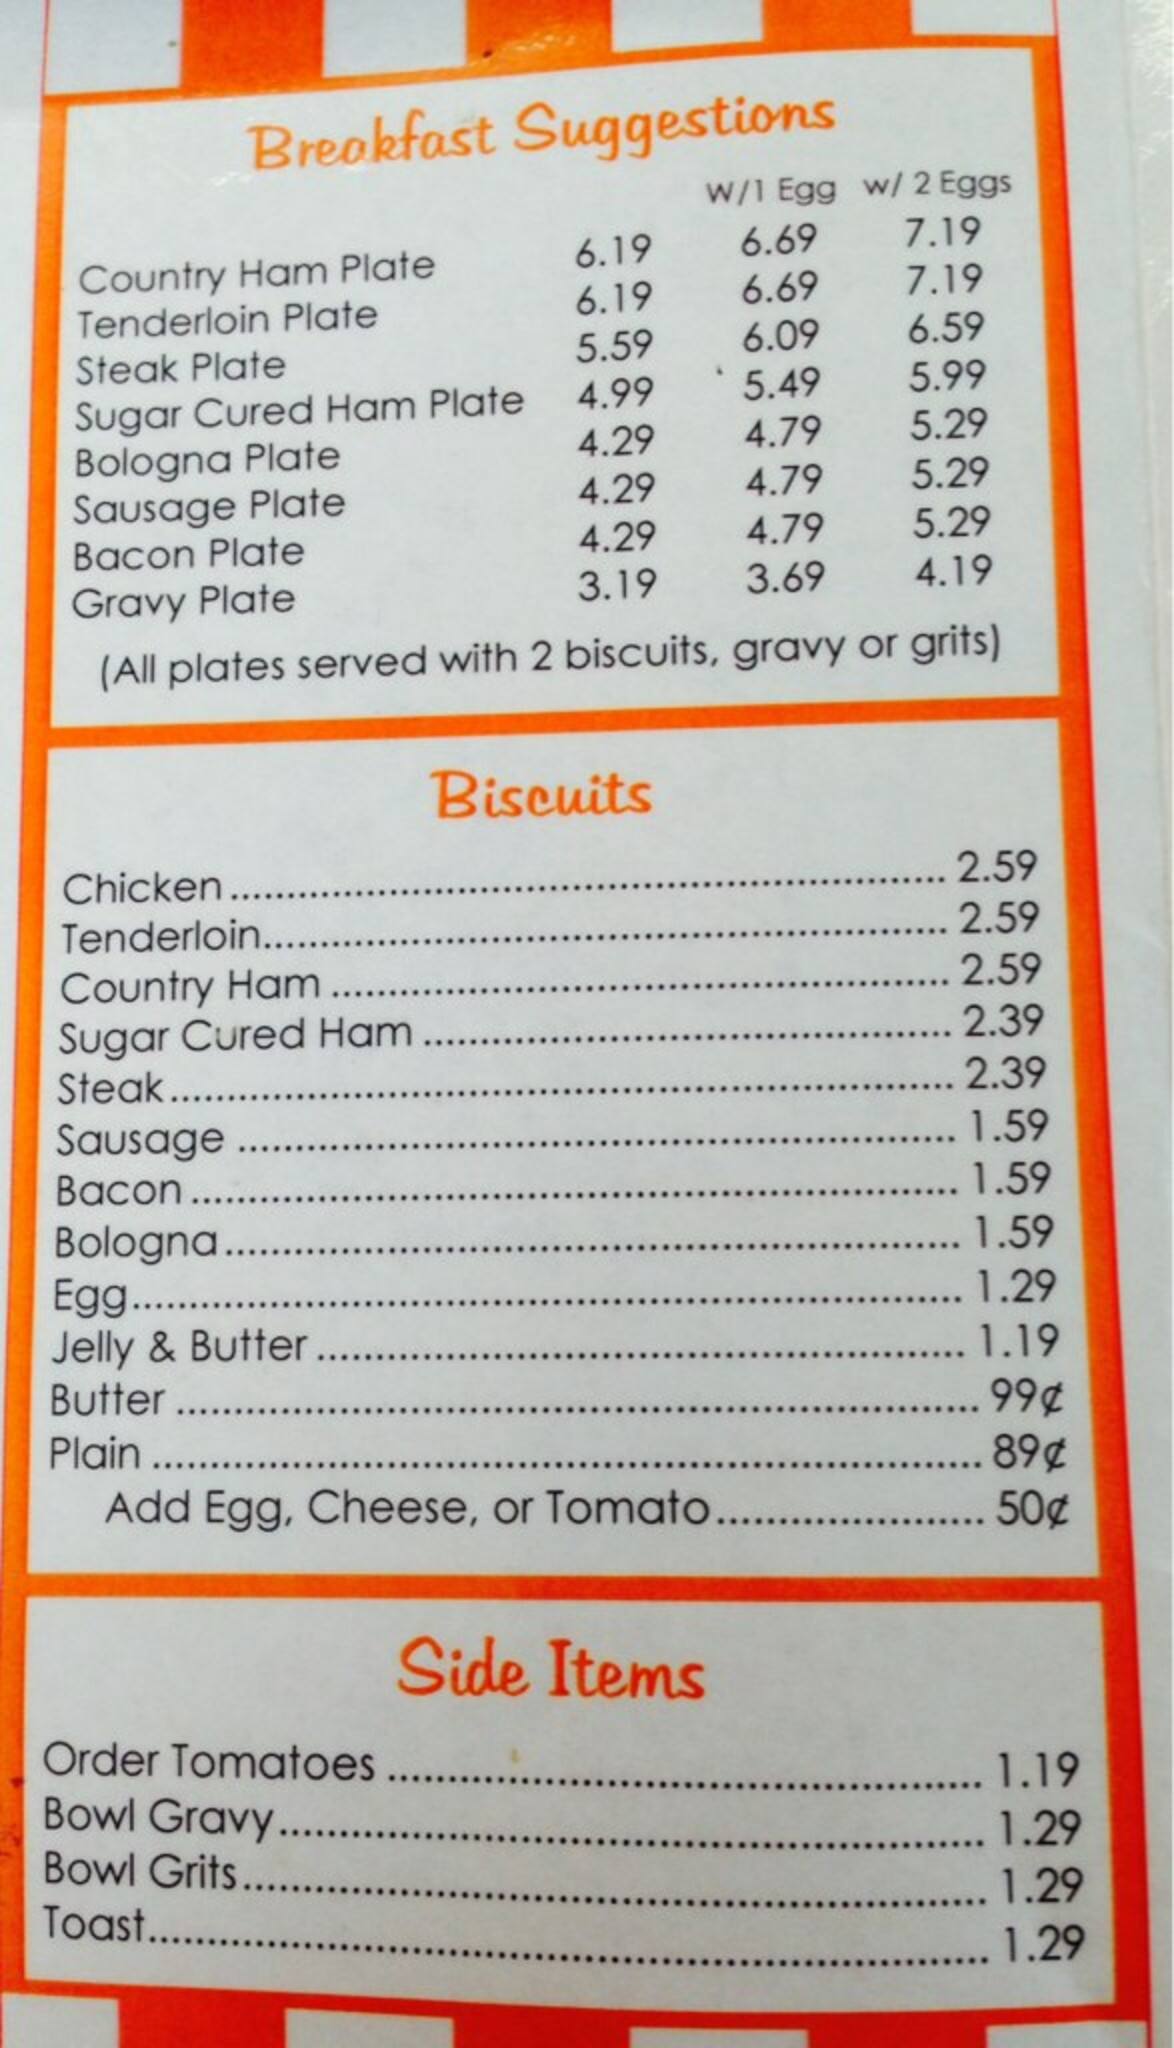 Breakfast Suggestions
W/1 Egg w/ 2 Eggs
Country Ham Plate 6.19 6.69 7.19
Tenderloin Plate 6.19 6.69 7.19
Steak Plate 5.59 6.09 6.59
Sugar Cured Ham Plate 4.99 5.49 5.99
Bologna Plate 4.29 4.79 5.29
Sausage Plate 4.29 4.79 5.29
Bacon Plate 4.29 4.79 5.29
Gravy Plate 3.19 3.69 4.19
(All plates served with 2 biscuits, gravy or grits)
Biscuits
Chicken 2.59
Tenderloin 2.59
Country Ham 2.59
Sugar Cured Ham 2.39
Steak 2.39
Sausage 1.59
Bacon 1.59
Bologna 1.59
Egg 1.29
Jelly & Butter 1.19
Butter 99¢
Plain 89¢
Add Egg, Cheese, or Tomato 50¢
Side Items
Order Tomatoes 1.19
Bowl Gravy 1.29
Bowl Grits 1.29
Toast 1.29